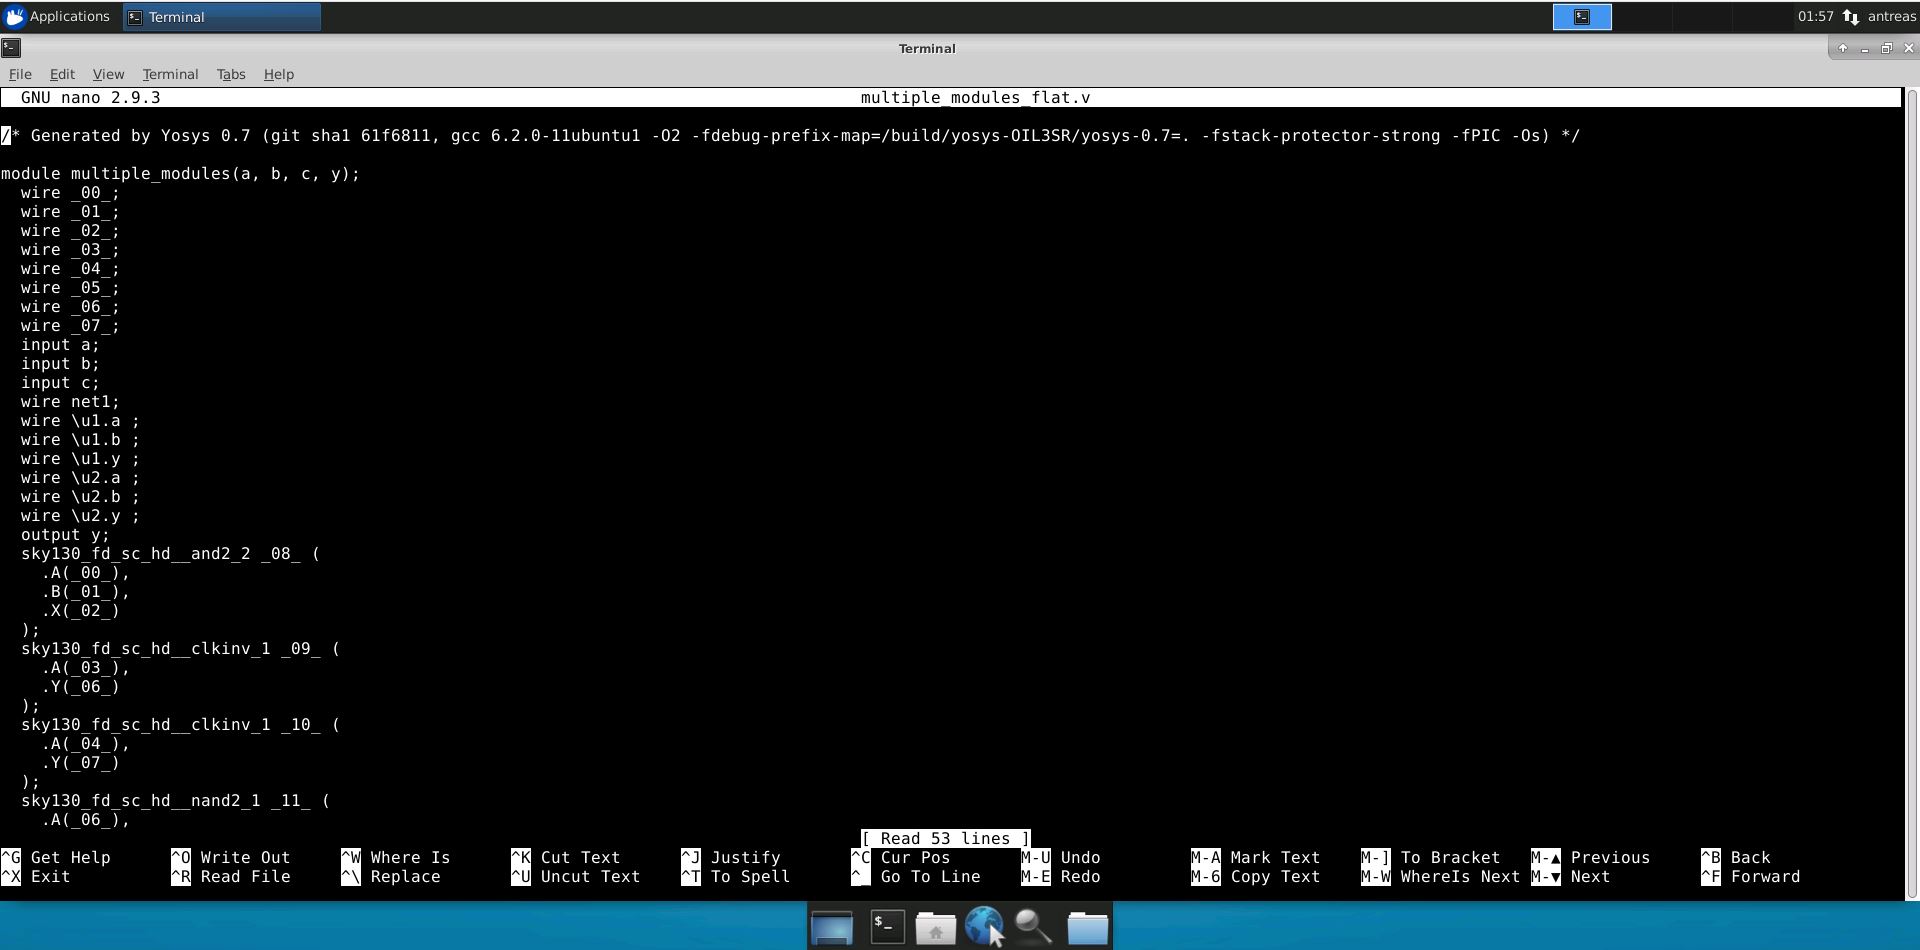 Applications Terminal 01:57 antreas
Terminal
File Edit View Terminal Tabs Help
GNU nano 2.9.3 multiple_modules_flat.v
/* Generated by Yosys 0.7 (git sha1 61f6811, gcc 6.2.0-11ubuntu1 -O2 -fdebug-prefix-map=/build/yosys-OIL3SR/yosys-0.7=. -fstack-protector-strong -fPIC -Os) */
module multiple_modules(a, b, c, y);
wire _00_;
wire _01_;
wire _02_;
wire _03_;
wire _04_;
wire _05_;
wire _06_;
wire _07_;
input a;
input b;
input c;
wire net1;
wire \u1.a ;
wire \u1.b ;
wire \u1.y ;
wire \u2.a ;
wire \u2.b ;
wire \u2.y ;
output y;
sky130_fd_sc_hd__and2_2 _08_ (
.A(_00_),
.B(_01_),
.X(_02_)
);
sky130_fd_sc_hd__clkinv_1 _09_ (
.A(_03_),
.Y(_06_)
);
sky130_fd_sc_hd__clkinv_1 _10_ (
.A(_04_),
.Y(_07_)
);
sky130_fd_sc_hd__nand2_1 _11_ (
.A(_06_),
[ Read 53 lines ]
^G Get Help ^O Write Out ^W Where Is ^K Cut Text ^J Justify ^C Cur Pos M-U Undo M-A Mark Text M-] To Bracket M-▲ Previous ^B Back
^X Exit ^R Read File ^\ Replace ^U Uncut Text ^T To Spell ^_ Go To Line M-E Redo M-6 Copy Text M-W WhereIs Next M-▼ Next ^F Forward